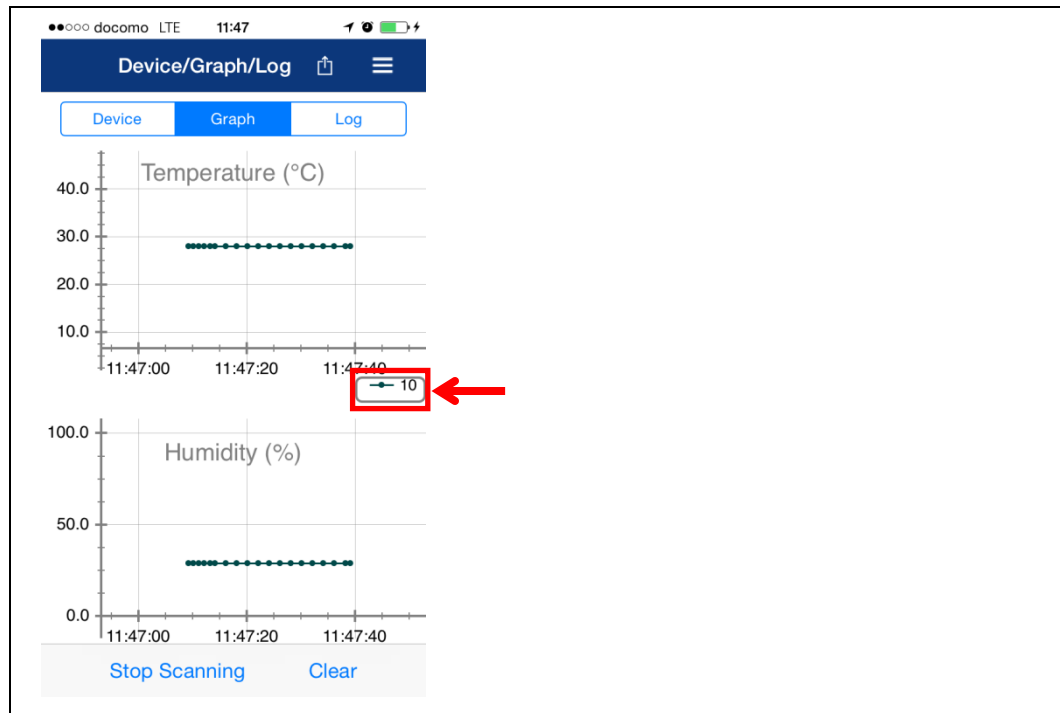 docomo LTE 11:47
Device/Graph/Log
Device Graph Log
Temperature (°C)
40.0
30.0
20.0
10.0
11:47:00 11:47:20 11:47:40
10
100.0
Humidity (%)
50.0
0.0
11:47:00 11:47:20 11:47:40
Stop Scanning Clear